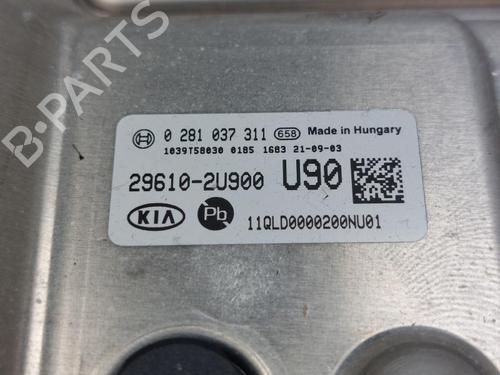 0 281 037 311 658 Made in Hungary
1039T58030 0185 1683 21-09-03
29610-2U900 U90
KIA Pb 11QLD0000200NU01
B-PARTS